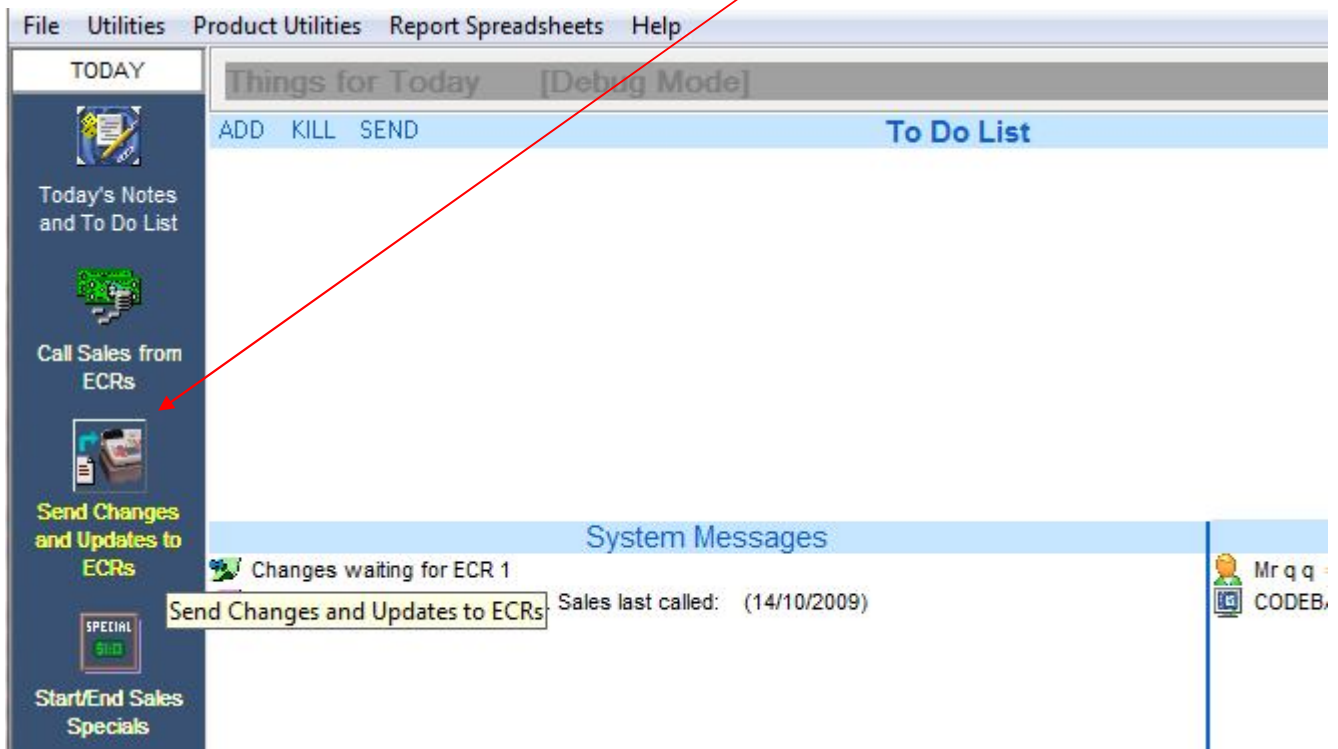 File Utilities Product Utilities Report Spreadsheets Help
TODAY
Things for Today [Debug Mode]
ADD KILL SEND To Do List
Today's Notes
and To Do List
Call Sales from
ECRs
Send Changes
and Updates to
ECRs
System Messages
Changes waiting for ECR 1
Mr q q
Send Changes and Updates to ECRs
Sales last called: (14/10/2009)
SPECIAL
Start/End Sales
Specials